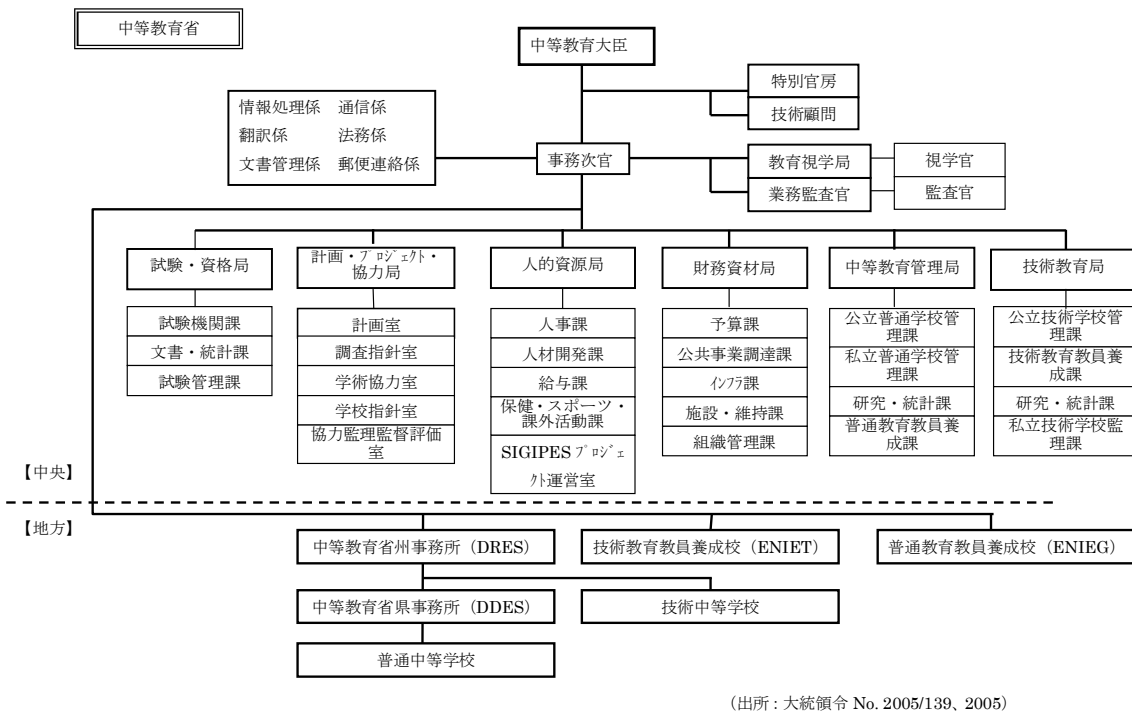 中等教育省
中等教育大臣
特別官房
技術顧問
情報処理係 通信係
翻訳係 法務係
文書管理係 郵便連絡係
事務次官
教育視学局
視学官
業務監査官
監査官
試験・資格局
計画・ﾌﾟﾛｼﾞｪｸﾄ・
協力局
人的資源局
財務資材局
中等教育管理局
技術教育局
試験機関課
文書・統計課
試験管理課
計画室
調査指針室
学術協力室
学校指針室
協力監理監督評価
室
人事課
人材開発課
給与課
保健・スポーツ・
課外活動課
SIGIPES ﾌﾟﾛｼﾞｪ
ｸﾄ運営室
予算課
公共事業調達課
ｲﾝﾌﾗ課
施設・維持課
組織管理課
公立普通学校管
理課
私立普通学校管
理課
研究・統計課
普通教育教員養
成課
公立技術学校管
理課
技術教育教員養
成課
研究・統計課
私立技術学校監
理課
【中央】
【地方】
中等教育省州事務所（DRES）
技術教育教員養成校（ENIET）
普通教育教員養成校（ENIEG）
中等教育省県事務所（DDES）
技術中等学校
普通中等学校
（出所 : 大統領令 No. 2005/139、2005）